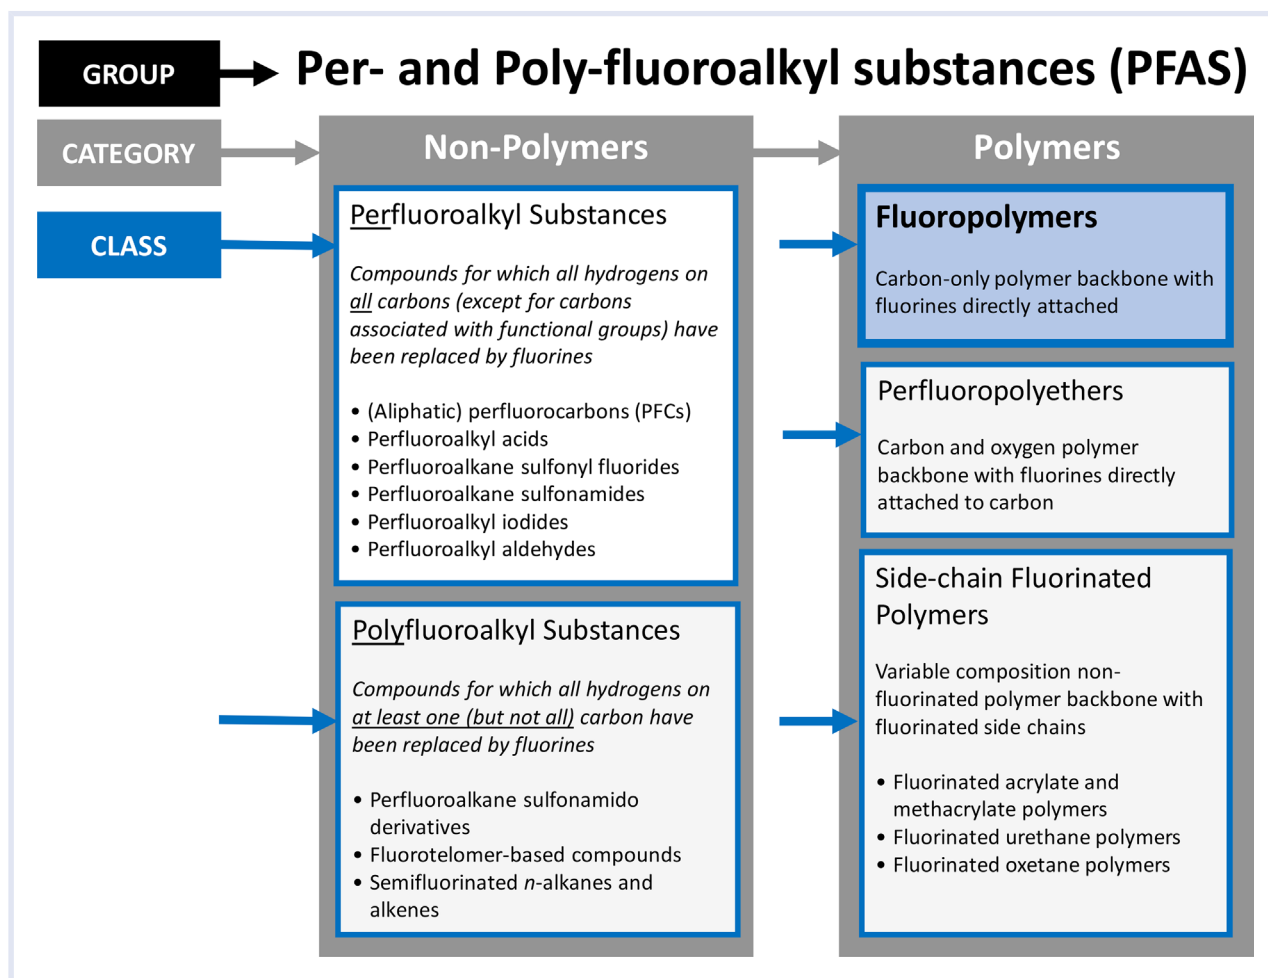 GROUP
Per- and Poly-fluoroalkyl substances (PFAS)
CATEGORY
Non-Polymers
Polymers
CLASS
Perfluoroalkyl Substances
Compounds for which all hydrogens on
all carbons (except for carbons
associated with functional groups) have
been replaced by fluorines
• (Aliphatic) perfluorocarbons (PFCs)
• Perfluoroalkyl acids
• Perfluoroalkane sulfonyl fluorides
• Perfluoroalkane sulfonamides
• Perfluoroalkyl iodides
• Perfluoroalkyl aldehydes
Polyfluoroalkyl Substances
Compounds for which all hydrogens on
at least one (but not all) carbon have
been replaced by fluorines
• Perfluoroalkane sulfonamido
derivatives
• Fluorotelomer-based compounds
• Semifluorinated n-alkanes and
alkenes
Fluoropolymers
Carbon-only polymer backbone with
fluorines directly attached
Perfluoropolyethers
Carbon and oxygen polymer
backbone with fluorines directly
attached to carbon
Side-chain Fluorinated
Polymers
Variable composition non-
fluorinated polymer backbone with
fluorinated side chains
• Fluorinated acrylate and
methacrylate polymers
• Fluorinated urethane polymers
• Fluorinated oxetane polymers